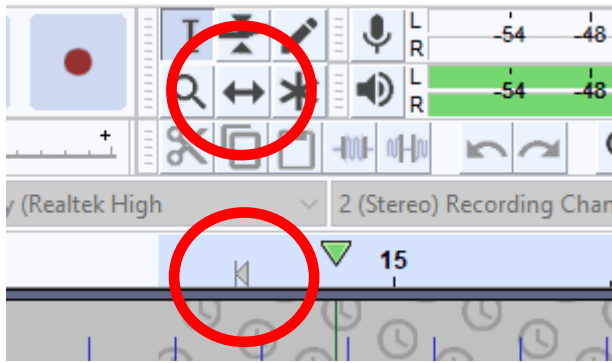 L
-54 -48
R
L
-54 -48
R
+
y (Realtek High
2 (Stereo) Recording Chan
15